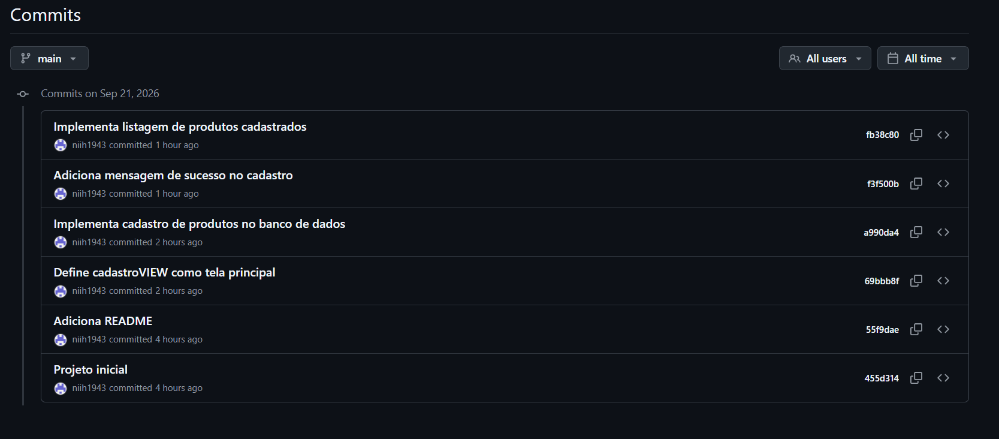 Commits
main
All users
All time
Commits on Sep 21, 2026
Implementa listagem de produtos cadastrados
niih1943 committed 1 hour ago
fb38c80
Adiciona mensagem de sucesso no cadastro
niih1943 committed 1 hour ago
f3f500b
Implementa cadastro de produtos no banco de dados
niih1943 committed 2 hours ago
a990da4
Define cadastroVIEW como tela principal
niih1943 committed 2 hours ago
69bbb8f
Adiciona README
niih1943 committed 4 hours ago
55f9dae
Projeto inicial
niih1943 committed 4 hours ago
455d314